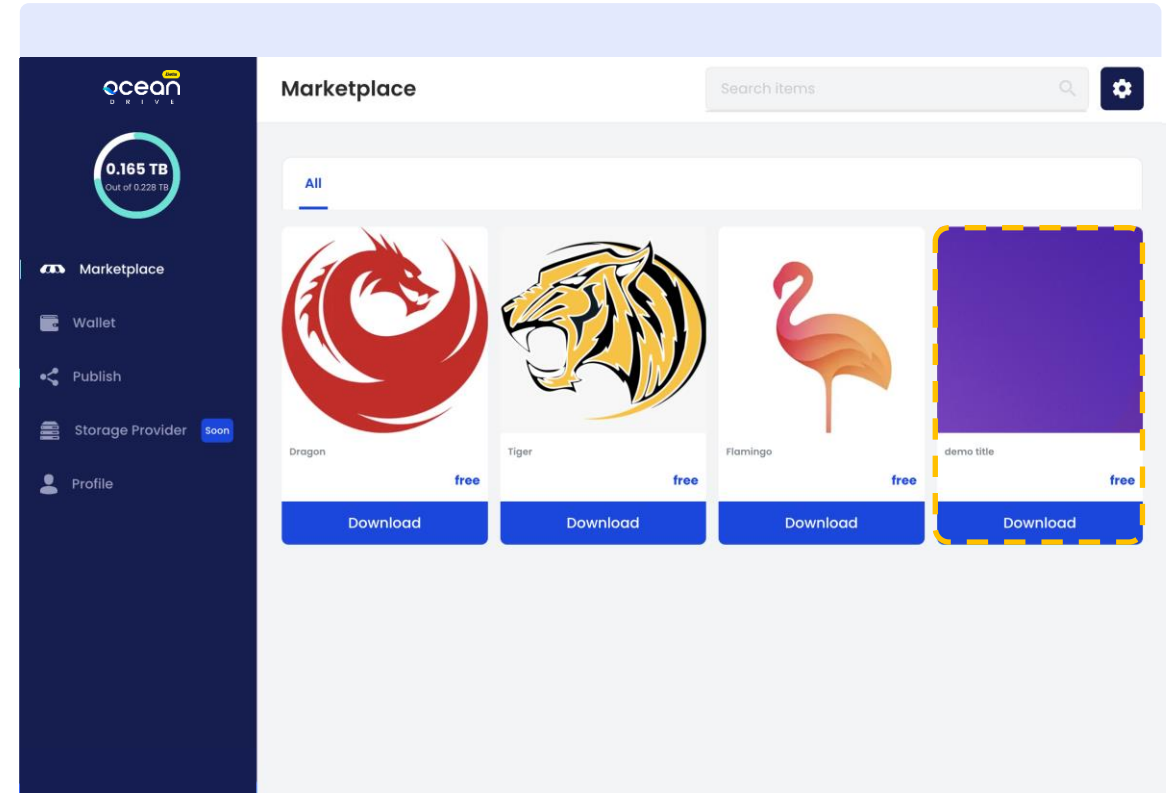 Beta
ocean
DRIVE
Marketplace
Search items
0.165 TB
Out of 0.228 TB
All
Marketplace
Wallet
Publish
Storage Provider Soon
Profile
Dragon
free
Download
Tiger
free
Download
Flamingo
free
Download
demo title
free
Download